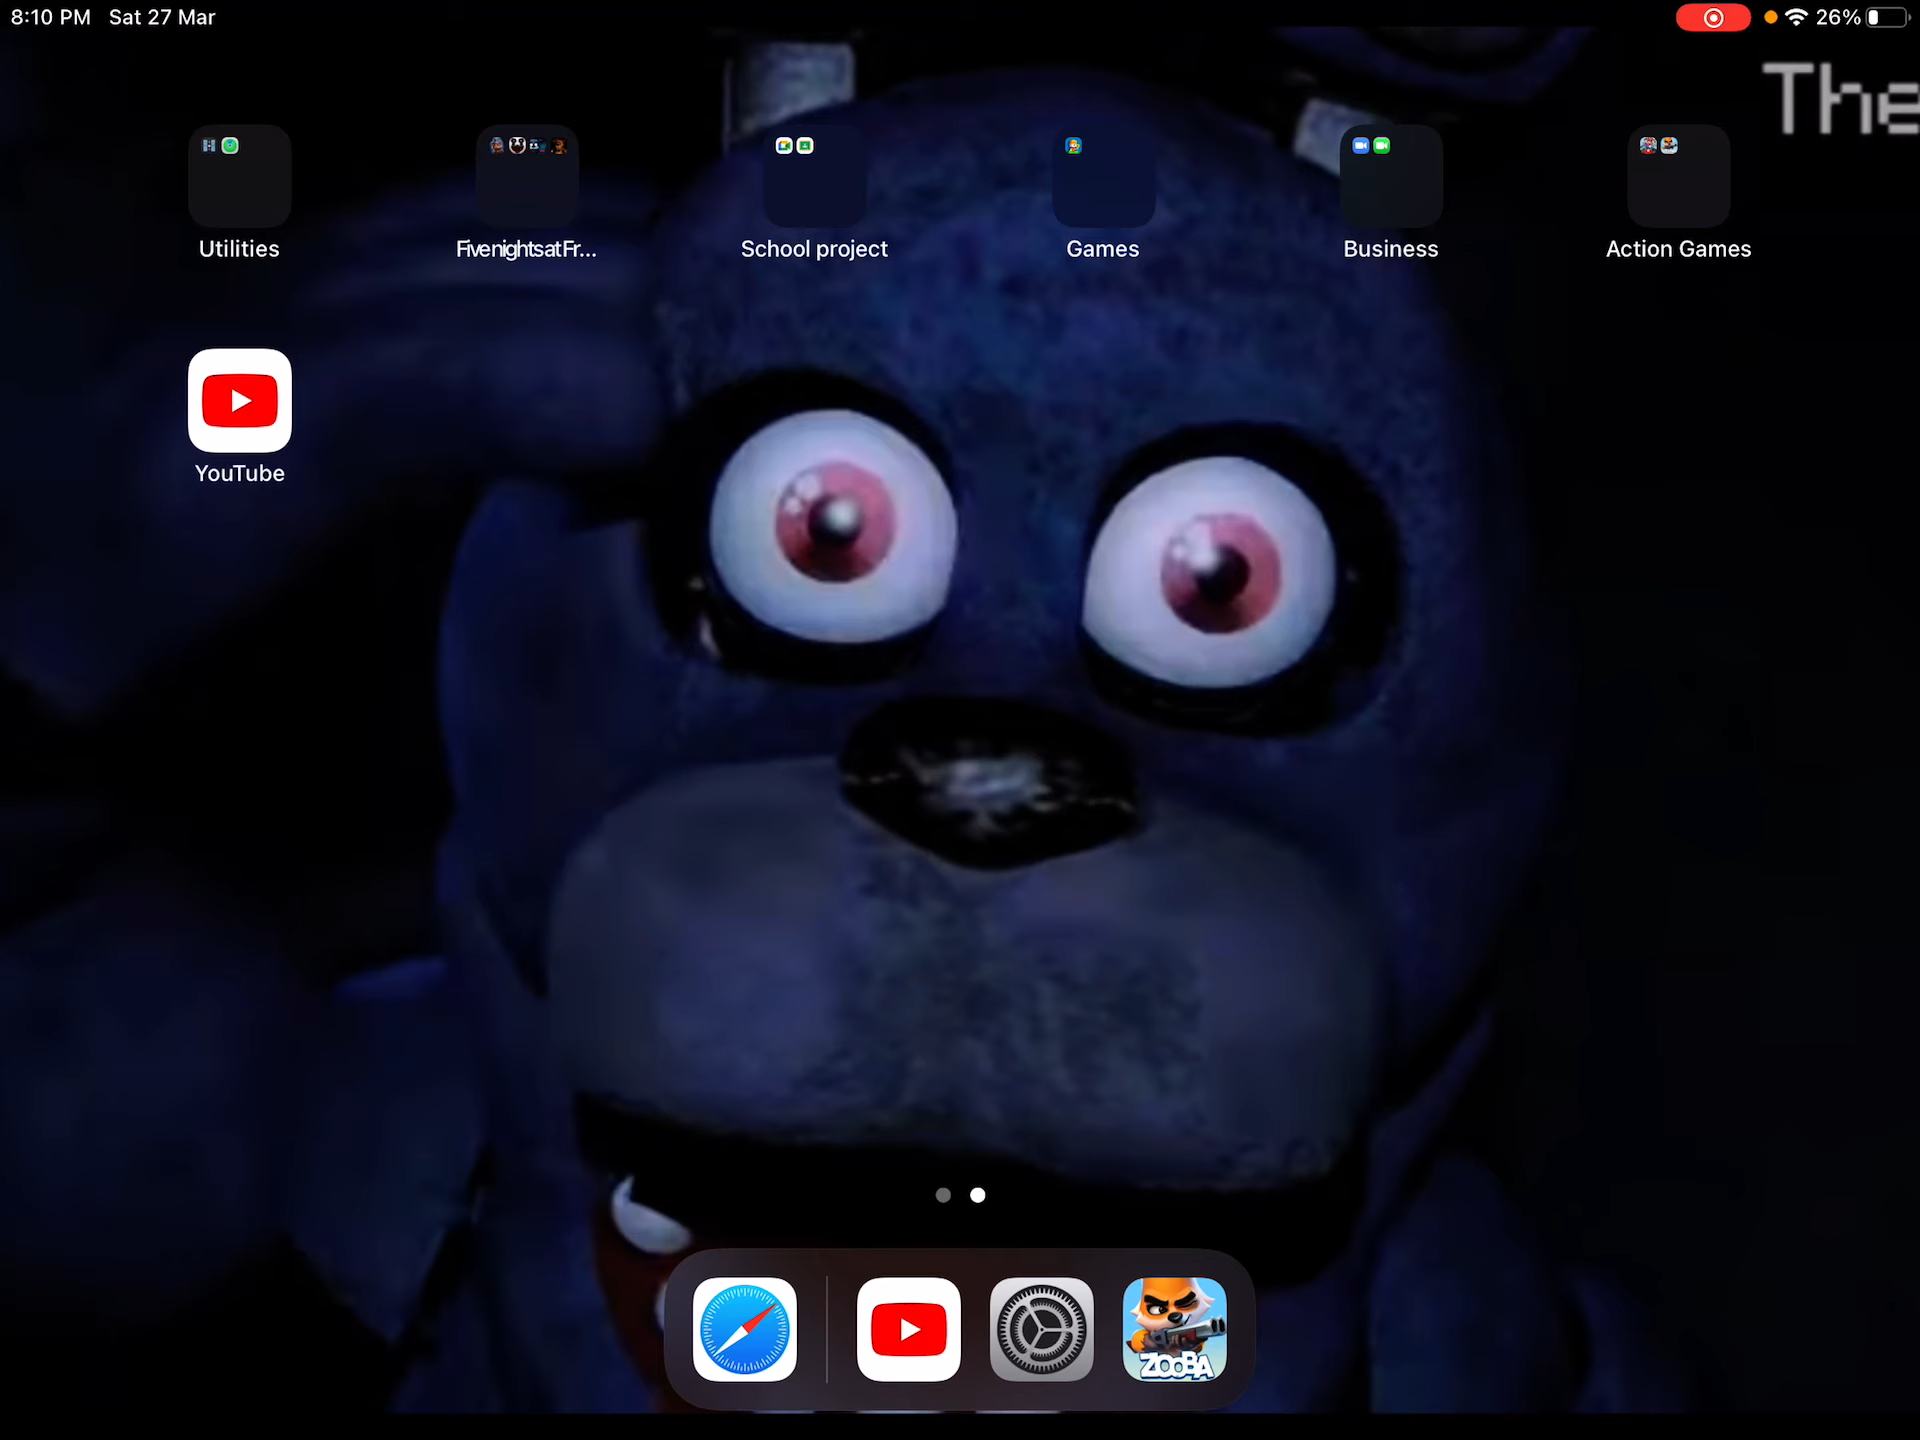 8:10 PM Sat 27 Mar
26%
The
Utilities
FivenightsatFr...
School project
Games
Business
Action Games
YouTube
ZOOBA